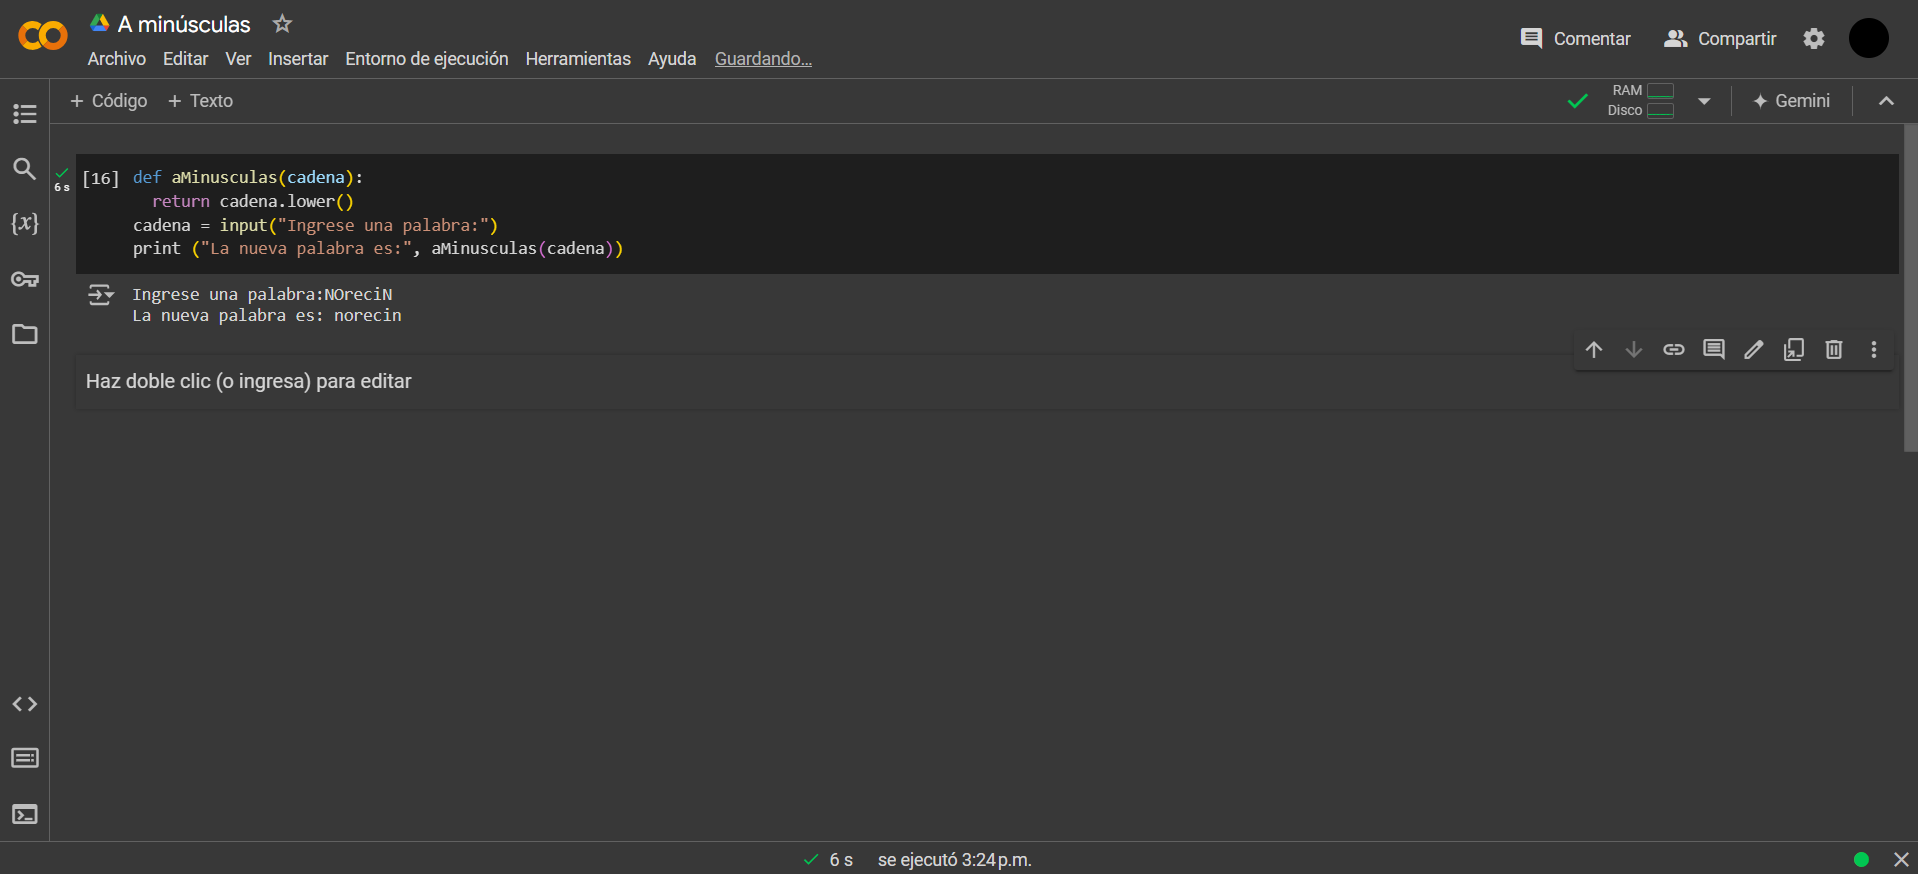 A minúsculas
Archivo Editar Ver Insertar Entorno de ejecución Herramientas Ayuda Guardando...
Comentar Compartir
+ Código + Texto
RAM
Disco
Gemini
6 s
[16] def aMinusculas(cadena):
return cadena.lower()
cadena = input("Ingrese una palabra:")
print ("La nueva palabra es:", aMinusculas(cadena))
Ingrese una palabra:NOreciN
La nueva palabra es: norecin
Haz doble clic (o ingresa) para editar
{x}
6 s se ejecutó 3:24 p.m.